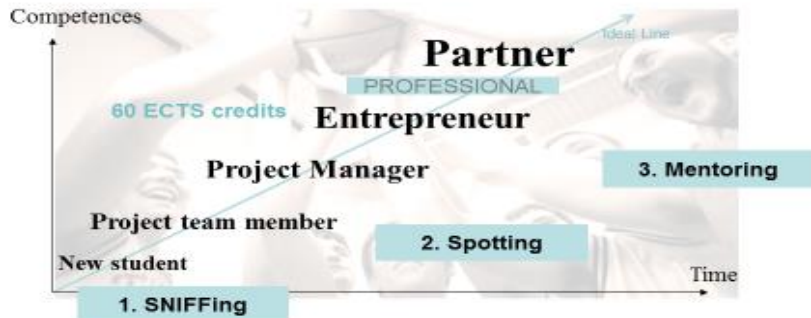 Competences
Ideal Line
Partner
PROFESSIONAL
60 ECTS credits
Entrepreneur
Project Manager
3. Mentoring
Project team member
2. Spotting
New student
Time
1. SNIFFing